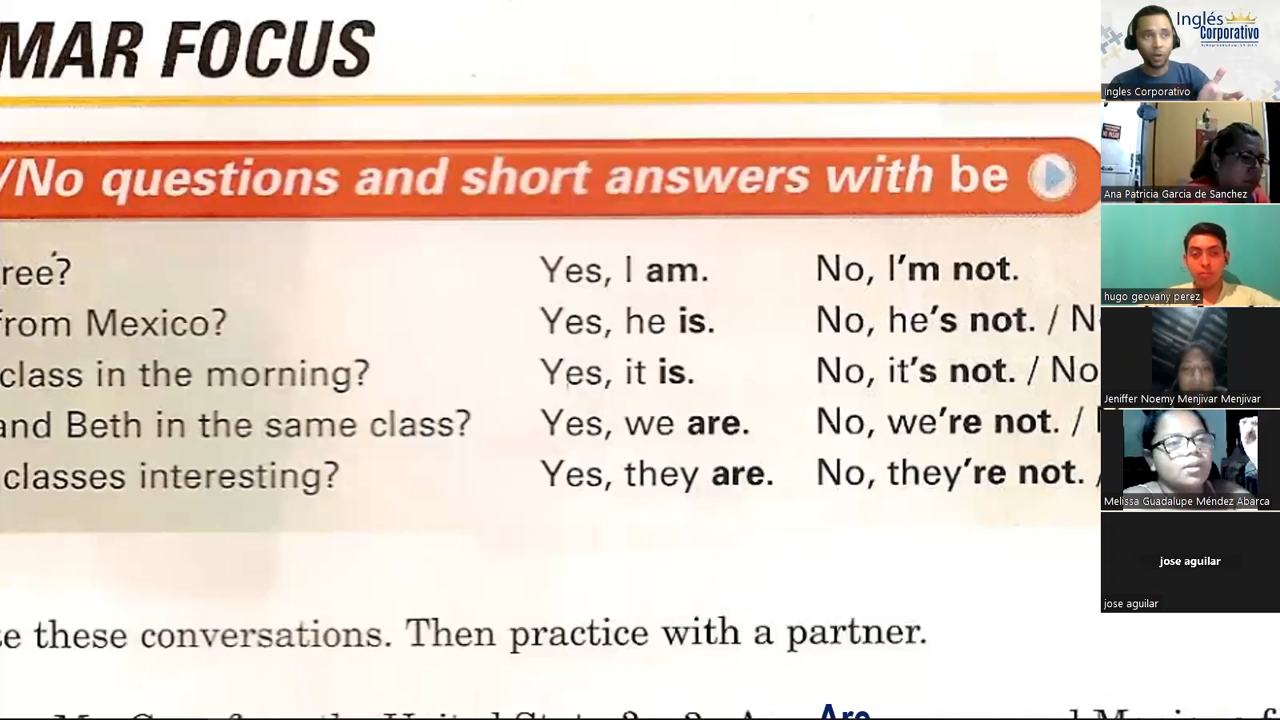 MAR FOCUS
/No questions and short answers with be
ree? Yes, I am. No, I'm not.
from Mexico? Yes, he is. No, he's not. / N
class in the morning? Yes, it is. No, it's not. / No
and Beth in the same class? Yes, we are. No, we're not. /
classes interesting? Yes, they are. No, they're not. /
te these conversations. Then practice with a partner.
Are
Inglés
Corporativo
Ingles Corporativo
Ana Patricia Garcia de Sanchez
hugo geovany perez
Jeniffer Noemy Menjivar Menjivar
Melissa Guadalupe Méndez Abarca
jose aguilar
jose aguilar